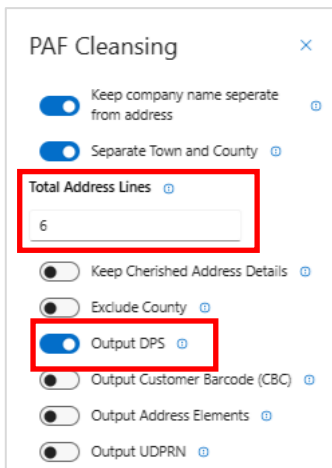 PAF Cleansing
Keep company name seperate
from address
Separate Town and County
Total Address Lines
6
Keep Cherished Address Details
Exclude County
Output DPS
Output Customer Barcode (CBC)
Output Address Elements
Output UDPRN